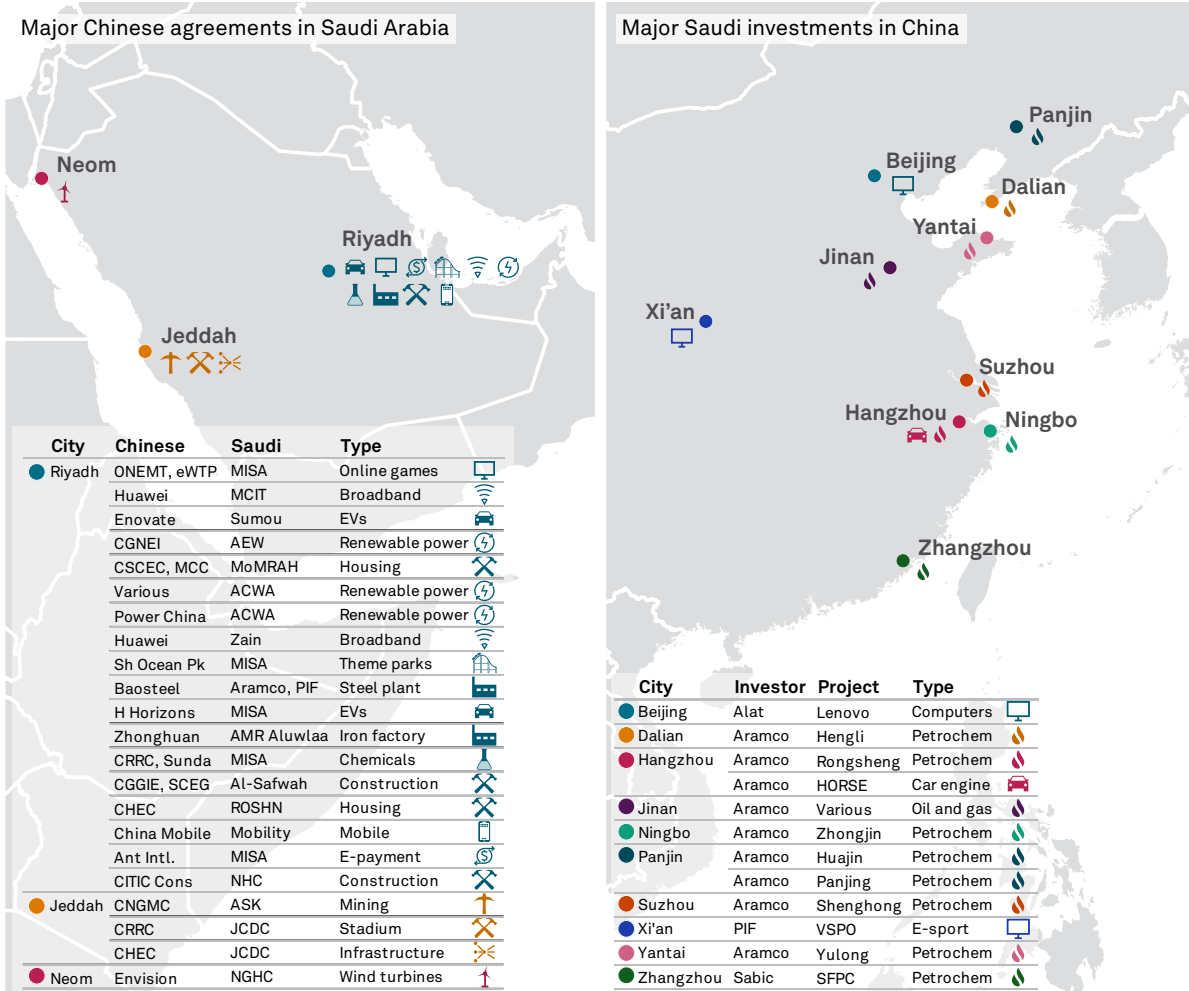 Major Chinese agreements in Saudi Arabia
Neom
Riyadh
Jeddah
City Chinese Saudi Type
Riyadh ONEMT, eWTP MISA Online games
Huawei MCIT Broadband
Enovate Sumou EVs
CGNEI AEW Renewable power
CSCEC, MCC MoMRAH Housing
Various ACWA Renewable power
Power China ACWA Renewable power
Huawei Zain Broadband
Sh Ocean Pk MISA Theme parks
Baosteel Aramco, PIF Steel plant
H Horizons MISA EVs
Zhonghuan AMR Aluwlaa Iron factory
CRRC, Sunda MISA Chemicals
CGGIE, SCEG Al-Safwah Construction
CHEC ROSHN Housing
China Mobile Mobility Mobile
Ant Intl. MISA E-payment
CITIC Cons NHC Construction
Jeddah CNGMC ASK Mining
CRRC JCDC Stadium
CHEC JCDC Infrastructure
Neom Envision NGHC Wind turbines
Major Saudi investments in China
Panjin
Beijing
Dalian
Yantai
Jinan
Xi'an
Suzhou
Hangzhou
Ningbo
Zhangzhou
City Investor Project Type
Beijing Alat Lenovo Computers
Dalian Aramco Hengli Petrochem
Hangzhou Aramco Rongsheng Petrochem
Aramco HORSE Car engine
Jinan Aramco Various Oil and gas
Ningbo Aramco Zhongjin Petrochem
Panjin Aramco Huajin Petrochem
Aramco Panjing Petrochem
Suzhou Aramco Shenghong Petrochem
Xi'an PIF VSPO E-sport
Yantai Aramco Yulong Petrochem
Zhangzhou Sabic SFPC Petrochem